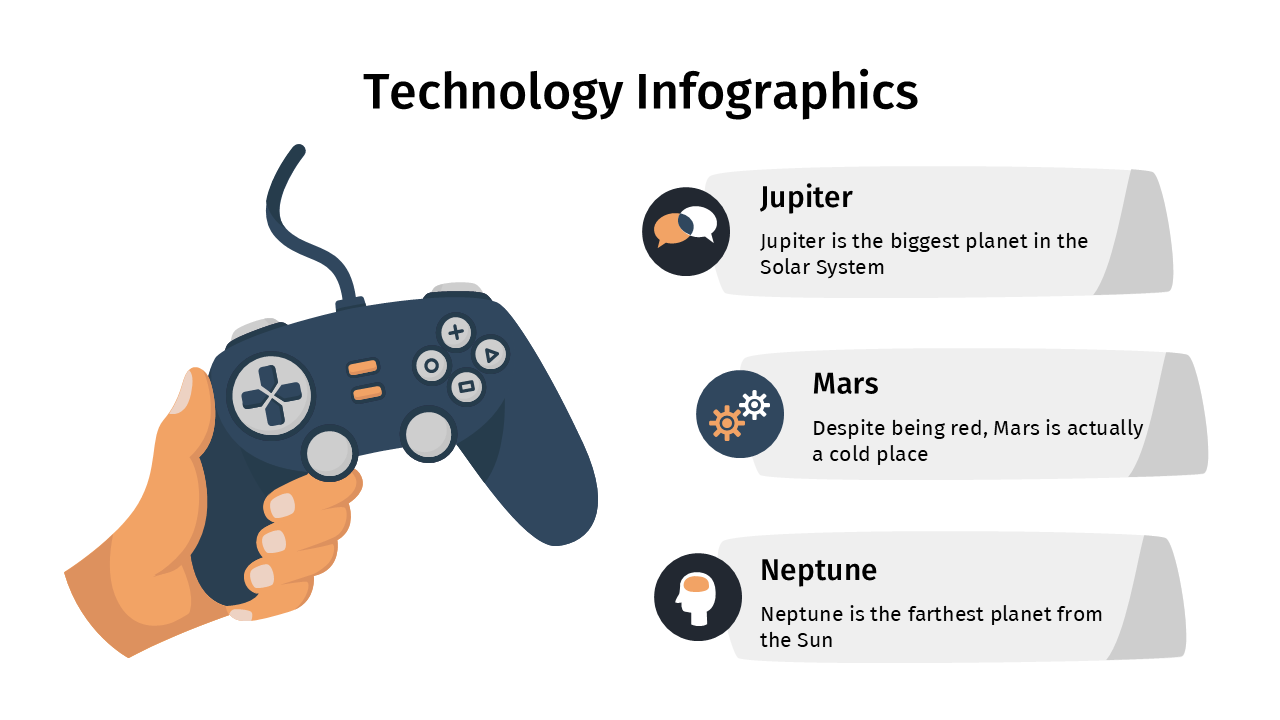 Technology Infographics
Jupiter
Jupiter is the biggest planet in the
Solar System
Mars
Despite being red, Mars is actually
a cold place
Neptune
Neptune is the farthest planet from
the Sun